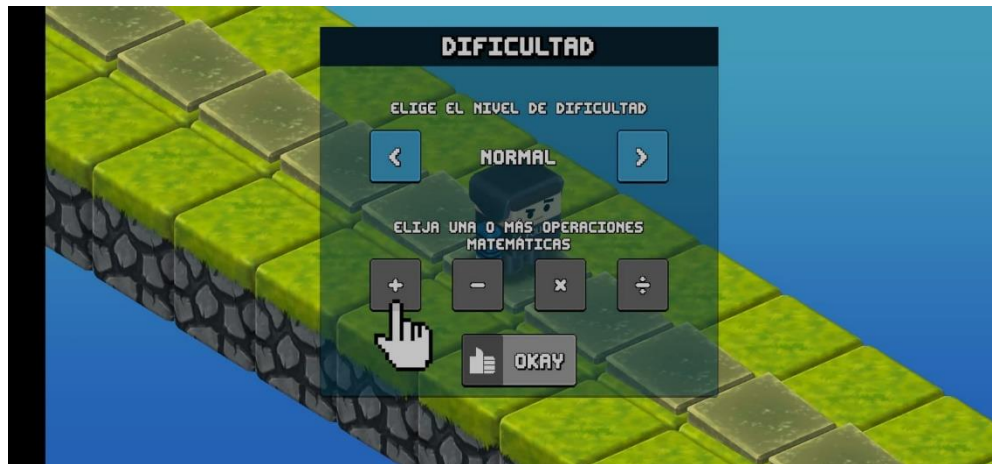 DIFICULTAD
ELIGE EL NIVEL DE DIFICULTAD
< NORMAL >
ELIJA UNA O MÁS OPERACIONES
MATEMÁTICAS
+ - × ÷
OKAY